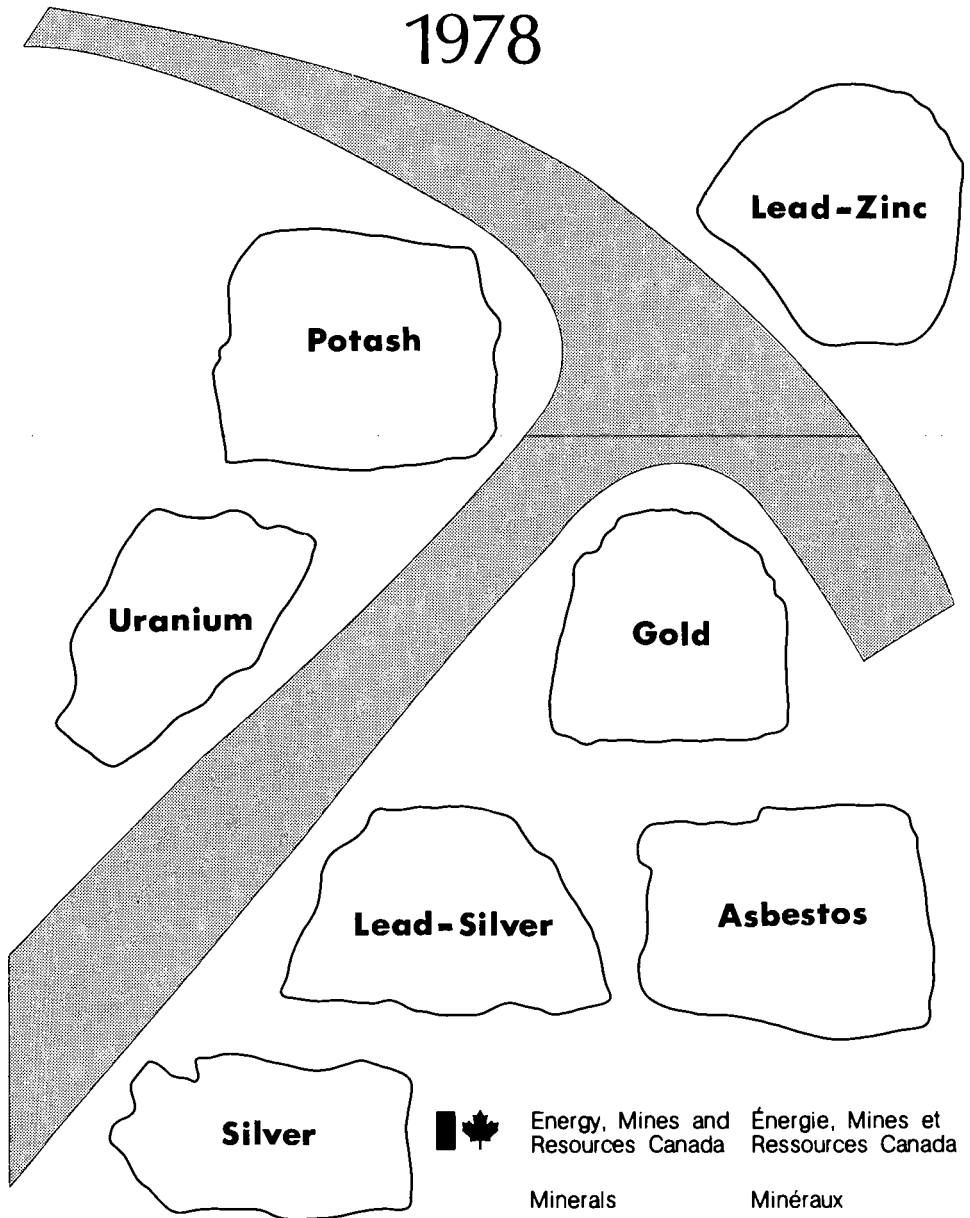 1978
Lead-Zinc
Potash
Uranium
Gold
Lead-Silver
Asbestos
Silver
Energy, Mines and
Resources Canada
Énergie, Mines et
Ressources Canada
Minerals
Minéraux